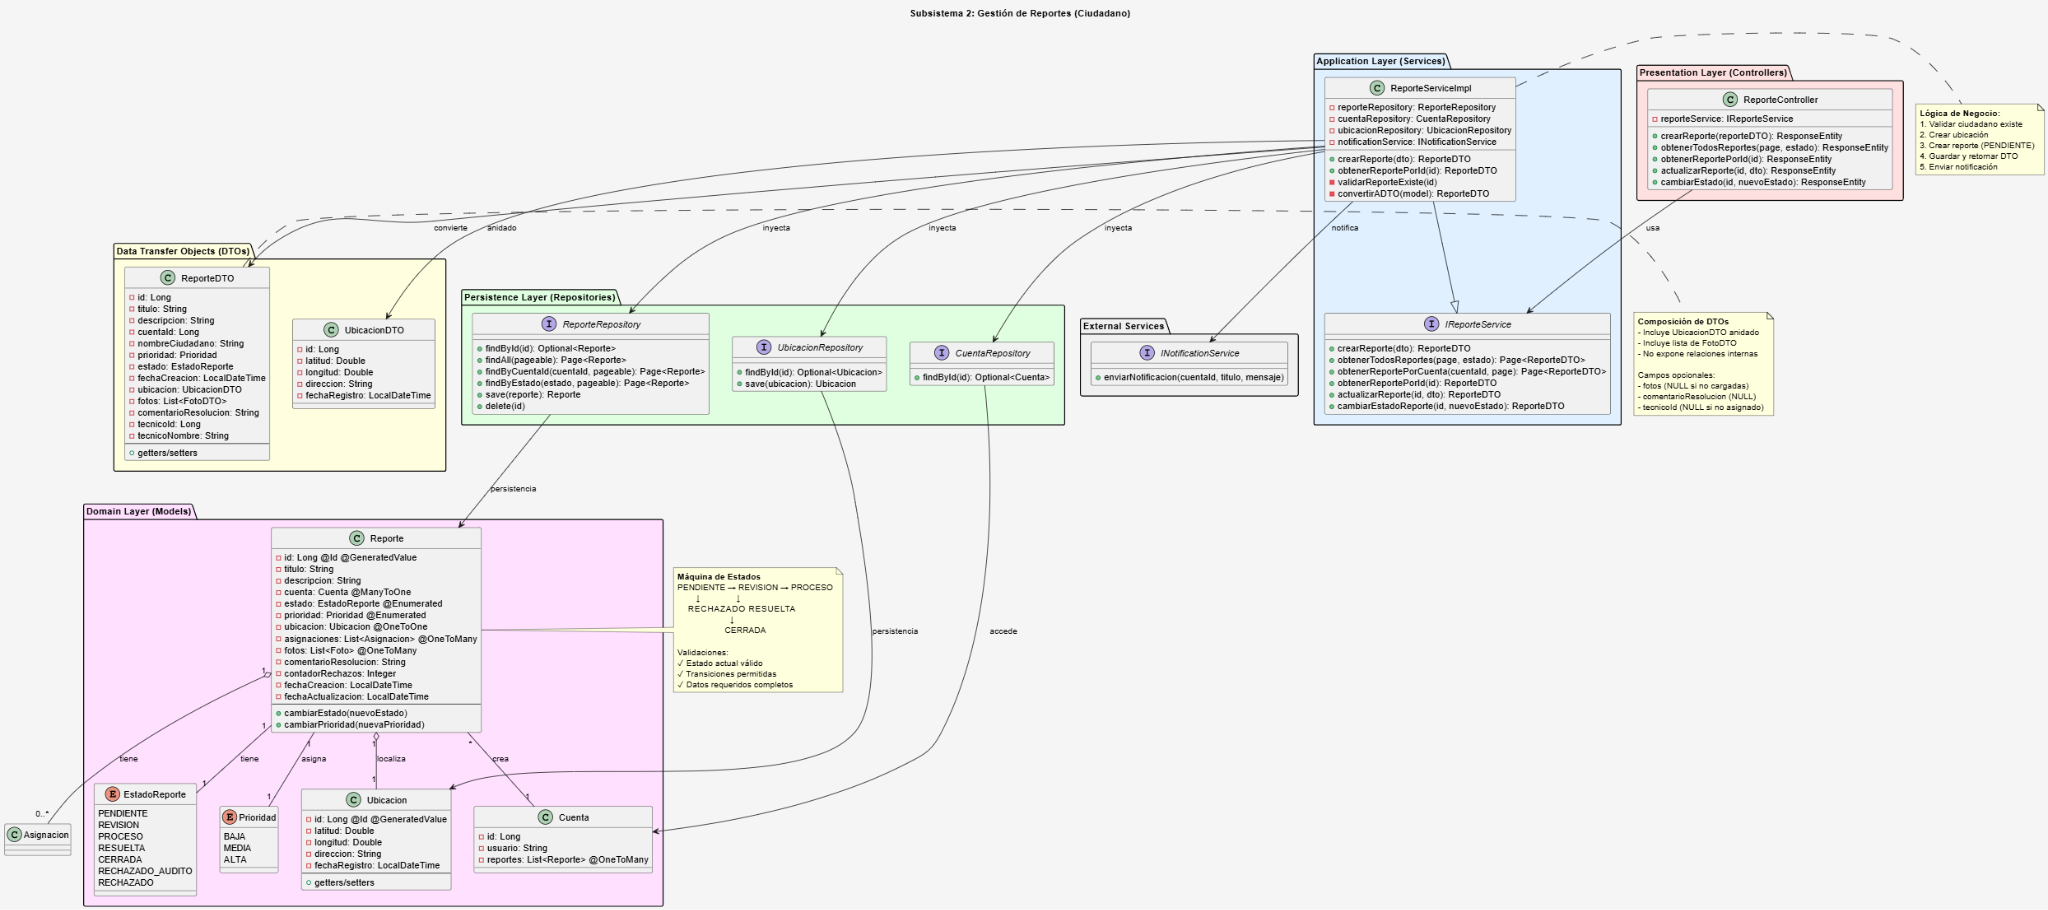 Subsistema 2: Gestión de Reportes (Ciudadano)
Application Layer (Services)
ReporteServiceImpl
reporteRepository: ReporteRepository
cuentaRepository: CuentaRepository
ubicacionRepository: UbicacionRepository
notificationService: INotificationService
crearReporte(dto): ReporteDTO
obtenerReportePorId(id): ReporteDTO
validarReporteExiste(id)
convertirADTO(model): ReporteDTO
Presentation Layer (Controllers)
ReporteController
reporteService: IReporteService
crearReporte(reporteDTO): ResponseEntity
obtenerTodosReportes(page, estado): ResponseEntity
obtenerReportePorId(id): ResponseEntity
actualizarReporte(id, dto): ResponseEntity
cambiarEstado(id, nuevoEstado): ResponseEntity
Lógica de Negocio:
1. Validar ciudadano existe
2. Crear ubicación
3. Crear reporte (PENDIENTE)
4. Guardar y retornar DTO
5. Enviar notificación
convierte
anidado
inyecta
inyecta
inyecta
notifica
usa
Data Transfer Objects (DTOs)
ReporteDTO
id: Long
titulo: String
descripcion: String
cuentaId: Long
nombreCiudadano: String
prioridad: Prioridad
estado: EstadoReporte
fechaCreacion: LocalDateTime
ubicacion: UbicacionDTO
fotos: List<FotoDTO>
comentarioResolucion: String
tecnicoId: Long
tecnicoNombre: String
getters/setters
UbicacionDTO
id: Long
latitud: Double
longitud: Double
direccion: String
fechaRegistro: LocalDateTime
Persistence Layer (Repositories)
ReporteRepository
findById(id): Optional<Reporte>
findAll(pageable): Page<Reporte>
findByCuentaId(cuentaId, pageable): Page<Reporte>
findByEstado(estado, pageable): Page<Reporte>
save(reporte): Reporte
delete(id)
UbicacionRepository
findById(id): Optional<Ubicacion>
save(ubicacion): Ubicacion
CuentaRepository
findById(id): Optional<Cuenta>
External Services
INotificationService
enviarNotificacion(cuentaId, titulo, mensaje)
IReporteService
crearReporte(dto): ReporteDTO
obtenerTodosReportes(page, estado): Page<ReporteDTO>
obtenerReportePorCuenta(cuentaId, page): Page<ReporteDTO>
obtenerReportePorId(id): ReporteDTO
actualizarReporte(id, dto): ReporteDTO
cambiarEstadoReporte(id, nuevoEstado): ReporteDTO
Composición de DTOs
- Incluye UbicacionDTO anidado
- Incluye lista de FotoDTO
- No expone relaciones internas
Campos opcionales:
- fotos (NULL si no cargadas)
- comentarioResolucion (NULL)
- tecnicoId (NULL si no asignado)
persistencia
persistencia
accede
Domain Layer (Models)
Reporte
id: Long @Id @GeneratedValue
titulo: String
descripcion: String
cuenta: Cuenta @ManyToOne
estado: EstadoReporte @Enumerated
prioridad: Prioridad @Enumerated
ubicacion: Ubicacion @OneToOne
asignaciones: List<Asignacion> @OneToMany
fotos: List<Foto> @OneToMany
comentarioResolucion: String
contadorRechazos: Integer
fechaCreacion: LocalDateTime
fechaActualizacion: LocalDateTime
cambiarEstado(nuevoEstado)
cambiarPrioridad(nuevaPrioridad)
Máquina de Estados
PENDIENTE → REVISION → PROCESO
↓ ↓
RECHAZADO RESUELTA
↓
CERRADA
Validaciones:
✓ Estado actual válido
✓ Transiciones permitidas
✓ Datos requeridos completos
1
1
1
1
*
tiene
tiene
asigna
localiza
crea
0..*
1
1
1
1
Asignacion
EstadoReporte
PENDIENTE
REVISION
PROCESO
RESUELTA
CERRADA
RECHAZADO_AUDITO
RECHAZADO
Prioridad
BAJA
MEDIA
ALTA
Ubicacion
id: Long @Id @GeneratedValue
latitud: Double
longitud: Double
direccion: String
fechaRegistro: LocalDateTime
getters/setters
Cuenta
id: Long
usuario: String
reportes: List<Reporte> @OneToMany